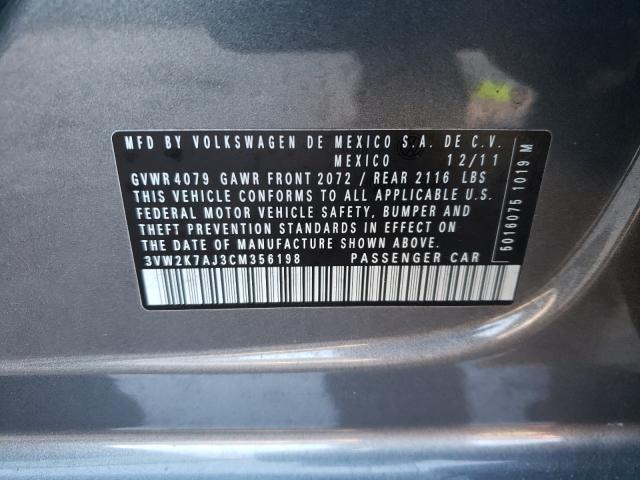 MFD BY VOLKSWAGEN DE MEXICO S.A. DE C.V.
MEXICO 12/11
GVWR 4079 GAWR FRONT 2072 / REAR 2116 LBS
THIS VEHICLE CONFORMS TO ALL APPLICABLE U.S.
FEDERAL MOTOR VEHICLE SAFETY, BUMPER AND
THEFT PREVENTION STANDARDS IN EFFECT ON
THE DATE OF MANUFACTURE SHOWN ABOVE.
3VW2K7AJ3CM356198 PASSENGER CAR
5016075 1019 M